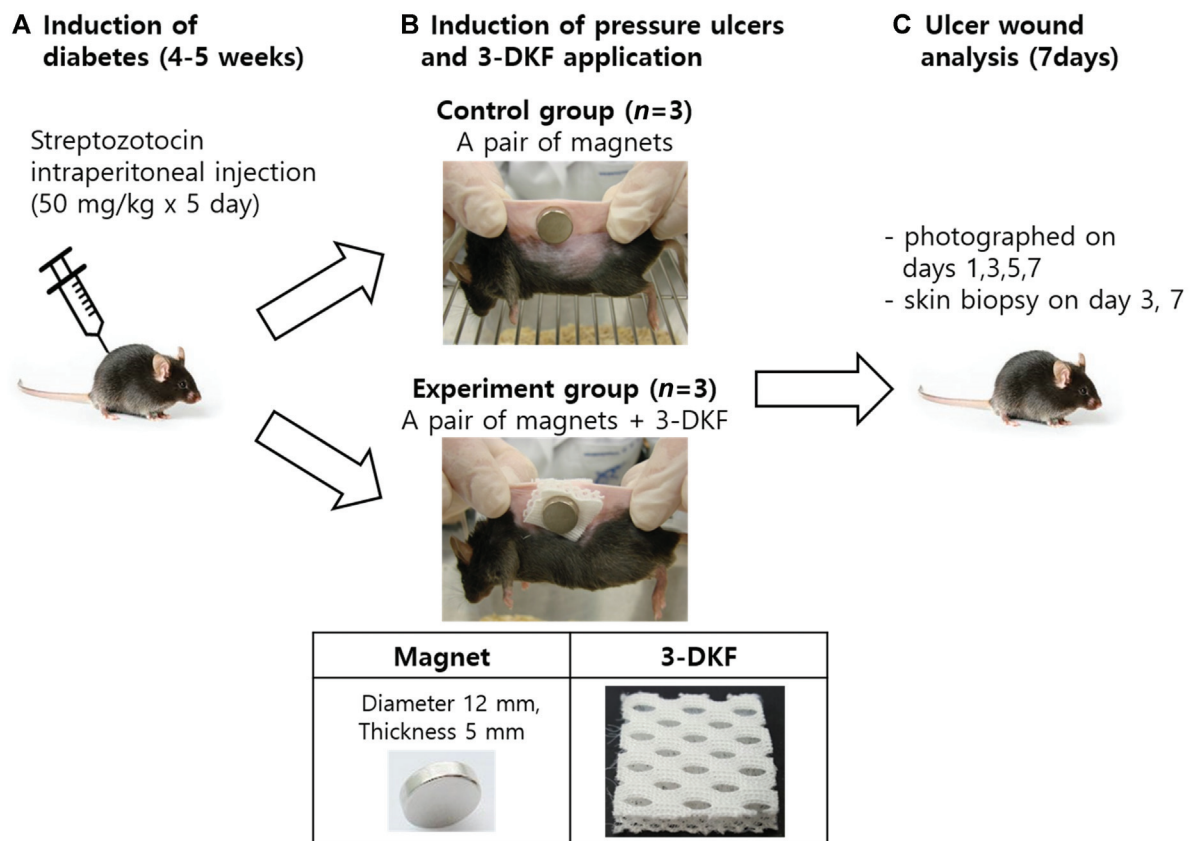 A Induction of
diabetes (4-5 weeks)
Streptozotocin
intraperitoneal injection
(50 mg/kg x 5 day)
B Induction of pressure ulcers
and 3-DKF application
Control group (n=3)
A pair of magnets
Experiment group (n=3)
A pair of magnets + 3-DKF
Magnet
3-DKF
Diameter 12 mm,
Thickness 5 mm
C Ulcer wound
analysis (7days)
- photographed on
days 1,3,5,7
- skin biopsy on day 3, 7